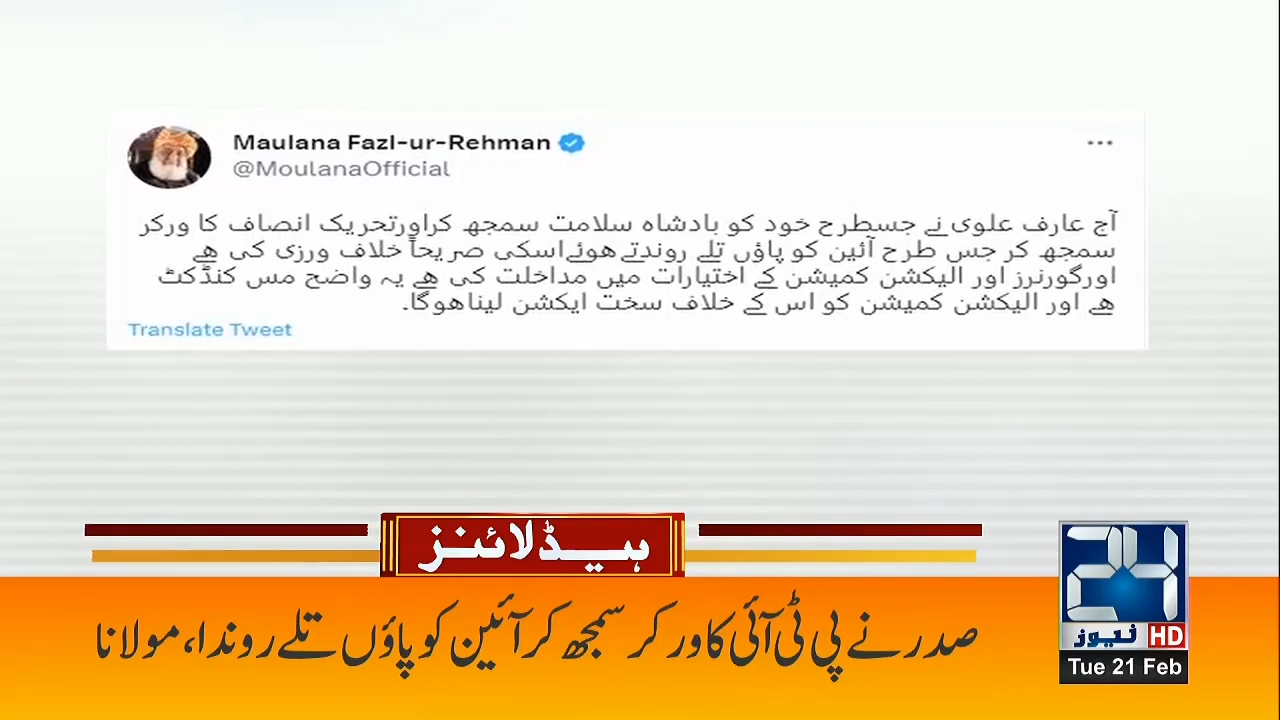 Maulana Fazl-ur-Rehman
@MoulanaOfficial
آج عارف علوی نے جسطرح خود کو بادشاہ سلامت سمجھ کراورتحریک انصاف کا ورکر
سمجھ کر جس طرح آئین کو پاؤں تلے روندتے ھوئےاسکی صریحاً خلاف ورزی کی ھے
اورگورنرز اور الیکشن کمیشن کے اختیارات میں مداخلت کی ھے یہ واضح مس کنڈکٹ
ھے اور الیکشن کمیشن کو اس کے خلاف سخت ایکشن لیناھوگا۔
Translate Tweet
ہیڈلائنز
صدر نے پی ٹی آئی کا ورکر سمجھ کر آئین کو پاؤں تلے روندا، مولانا
24
نیوز HD
Tue 21 Feb